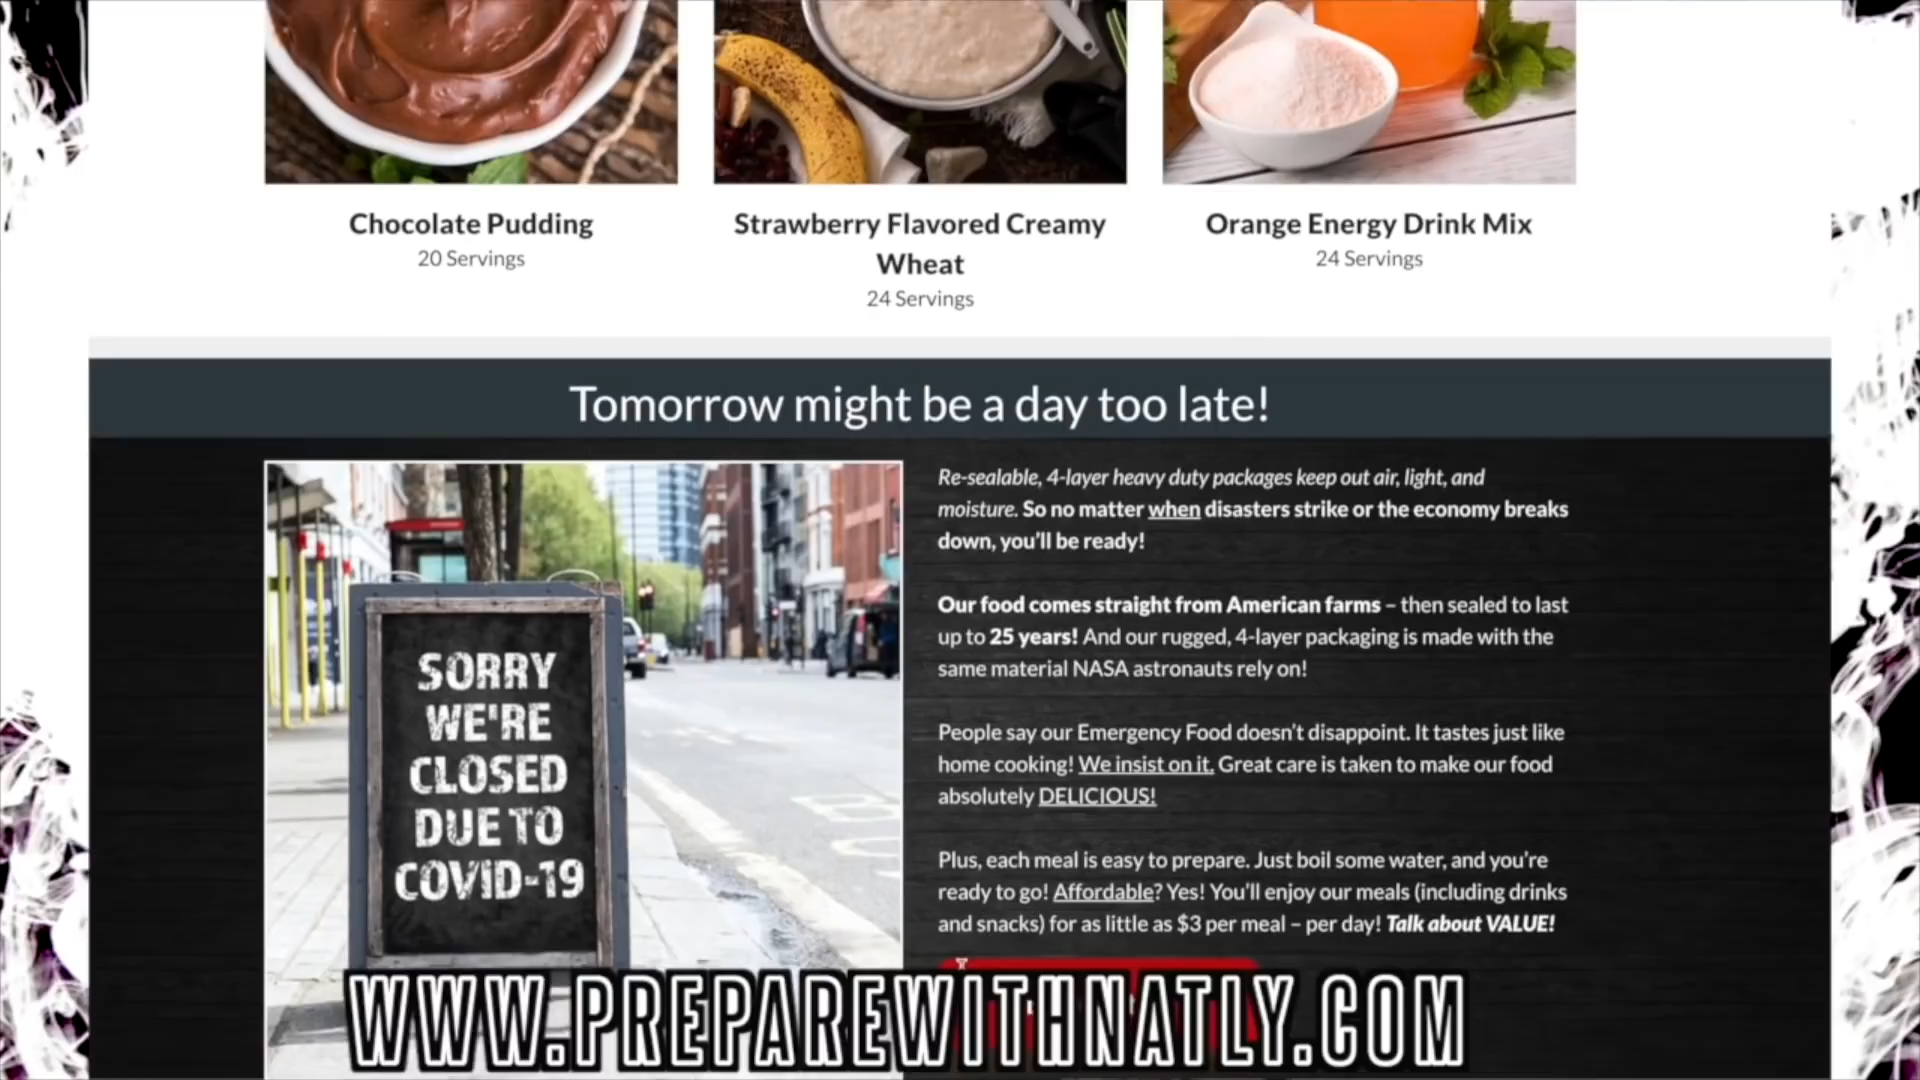 Chocolate Pudding
20 Servings
Strawberry Flavored Creamy
Wheat
24 Servings
Orange Energy Drink Mix
24 Servings
Tomorrow might be a day too late!
SORRY
WE'RE
CLOSED
DUE TO
COVID-19
Re-sealable, 4-layer heavy duty packages keep out air, light, and
moisture. So no matter when disasters strike or the economy breaks
down, you'll be ready!
Our food comes straight from American farms – then sealed to last
up to 25 years! And our rugged, 4-layer packaging is made with the
same material NASA astronauts rely on!
People say our Emergency Food doesn't disappoint. It tastes just like
home cooking! We insist on it. Great care is taken to make our food
absolutely DELICIOUS!
Plus, each meal is easy to prepare. Just boil some water, and you're
ready to go! Affordable? Yes! You'll enjoy our meals (including drinks
and snacks) for as little as $3 per meal – per day! Talk about VALUE!
WWW.PREPAREWITHNATLY.COM